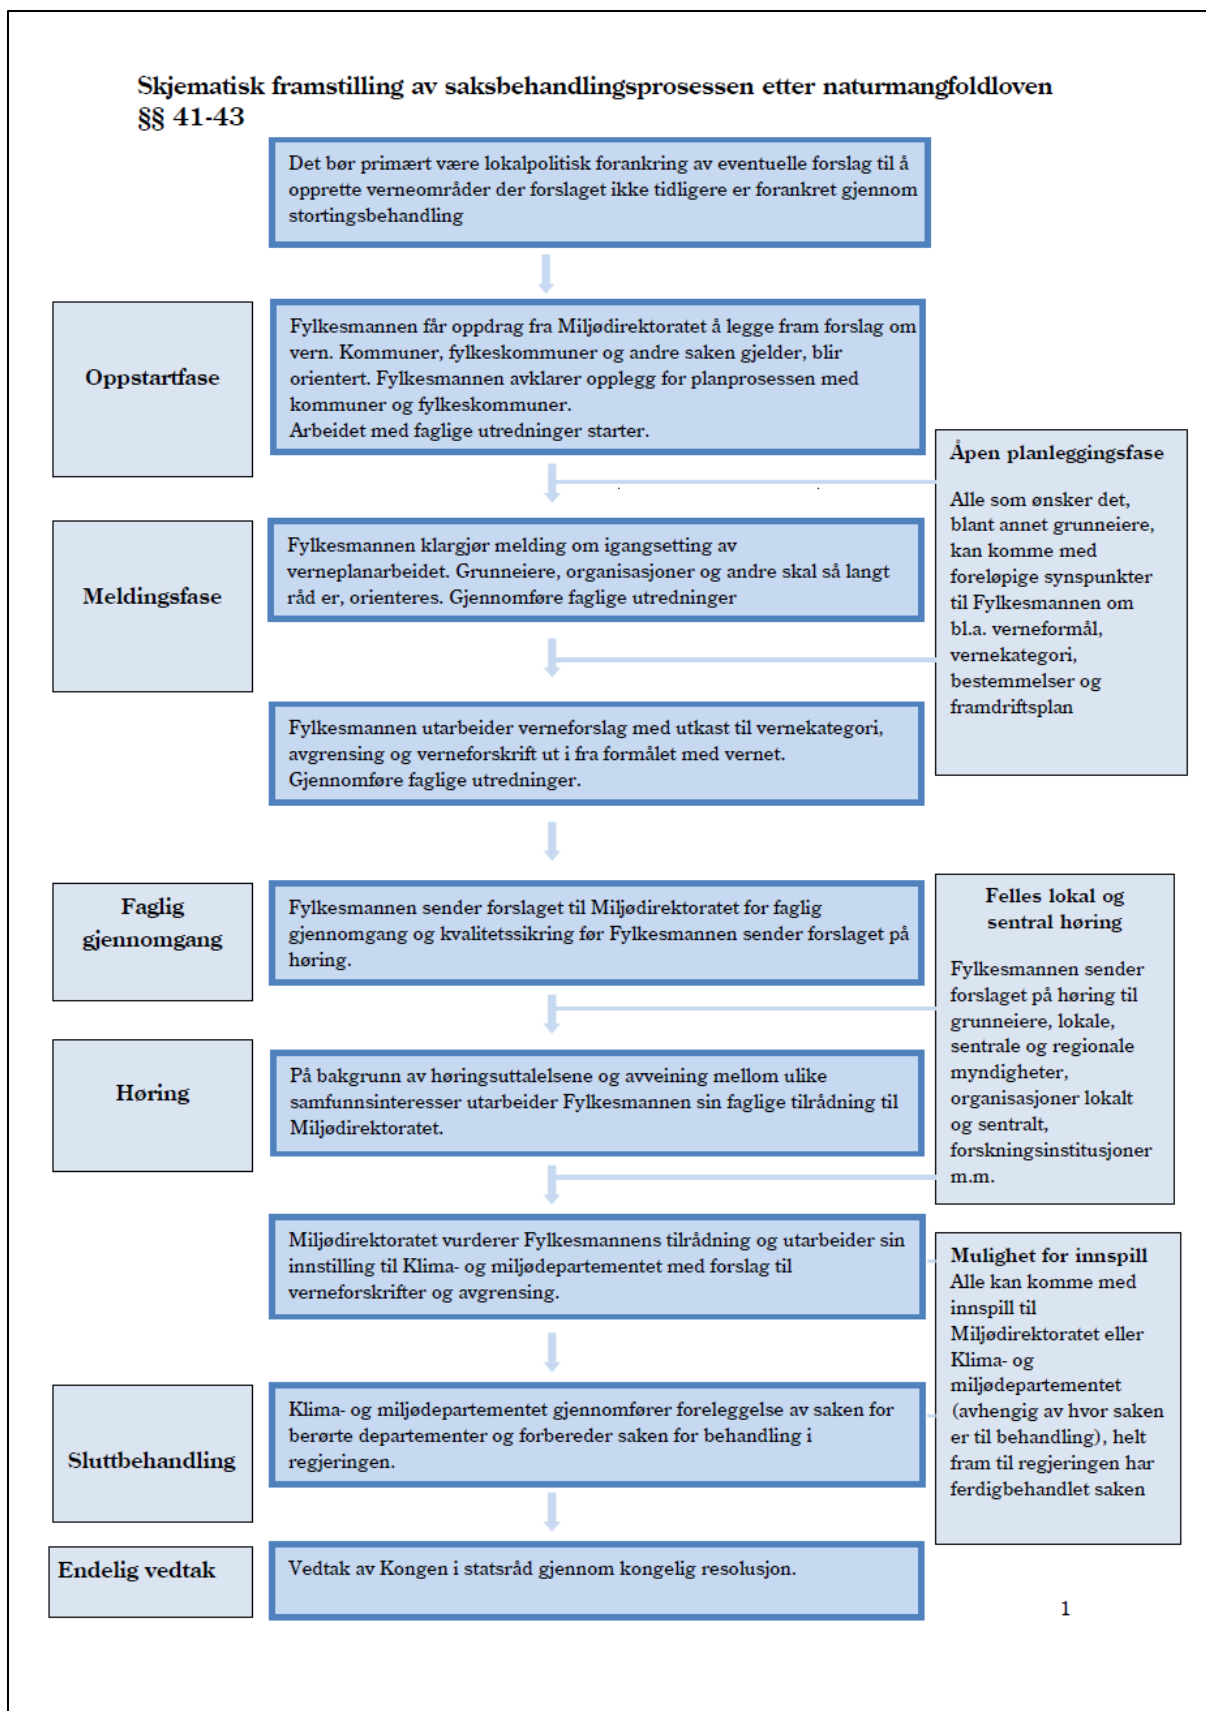 Skjematisk framstilling av saksbehandlingsprosessen etter naturmangfoldloven
§§ 41-43
Det bør primært være lokalpolitisk forankring av eventuelle forslag til å
opprette verneområder der forslaget ikke tidligere er forankret gjennom
stortingsbehandling
Oppstartfase
Fylkesmannen får oppdrag fra Miljødirektoratet å legge fram forslag om
vern. Kommuner, fylkeskommuner og andre saken gjelder, blir
orientert. Fylkesmannen avklarer opplegg for planprosessen med
kommuner og fylkeskommuner.
Arbeidet med faglige utredninger starter.
Åpen planleggingsfase
Alle som ønsker det,
blant annet grunneiere,
kan komme med
foreløpige synspunkter
til Fylkesmannen om
bl.a. verneformål,
vernekategori,
bestemmelser og
framdriftsplan
Meldingsfase
Fylkesmannen klargjør melding om igangsetting av
verneplanarbeidet. Grunneiere, organisasjoner og andre skal så langt
råd er, orienteres. Gjennomføre faglige utredninger
Fylkesmannen utarbeider verneforslag med utkast til vernekategori,
avgrensing og verneforskrift ut i fra formålet med vernet.
Gjennomføre faglige utredninger.
Faglig
gjennomgang
Fylkesmannen sender forslaget til Miljødirektoratet for faglig
gjennomgang og kvalitetssikring før Fylkesmannen sender forslaget på
høring.
Felles lokal og
sentral høring
Fylkesmannen sender
forslaget på høring til
grunneiere, lokale,
sentrale og regionale
myndigheter,
organisasjoner lokalt
og sentralt,
forskningsinstitusjoner
m.m.
Høring
På bakgrunn av høringsuttalelsene og avveining mellom ulike
samfunnsinteresser utarbeider Fylkesmannen sin faglige tilrådning til
Miljødirektoratet.
Miljødirektoratet vurderer Fylkesmannens tilrådning og utarbeider sin
innstilling til Klima- og miljødepartementet med forslag til
verneforskrifter og avgrensing.
Mulighet for innspill
Alle kan komme med
innspill til
Miljødirektoratet eller
Klima- og
miljødepartementet
(avhengig av hvor saken
er til behandling), helt
fram til regjeringen har
ferdigbehandlet saken
Sluttbehandling
Klima- og miljødepartementet gjennomfører foreleggelse av saken for
berørte departementer og forbereder saken for behandling i
regjeringen.
Endelig vedtak
Vedtak av Kongen i statsråd gjennom kongelig resolusjon.
1